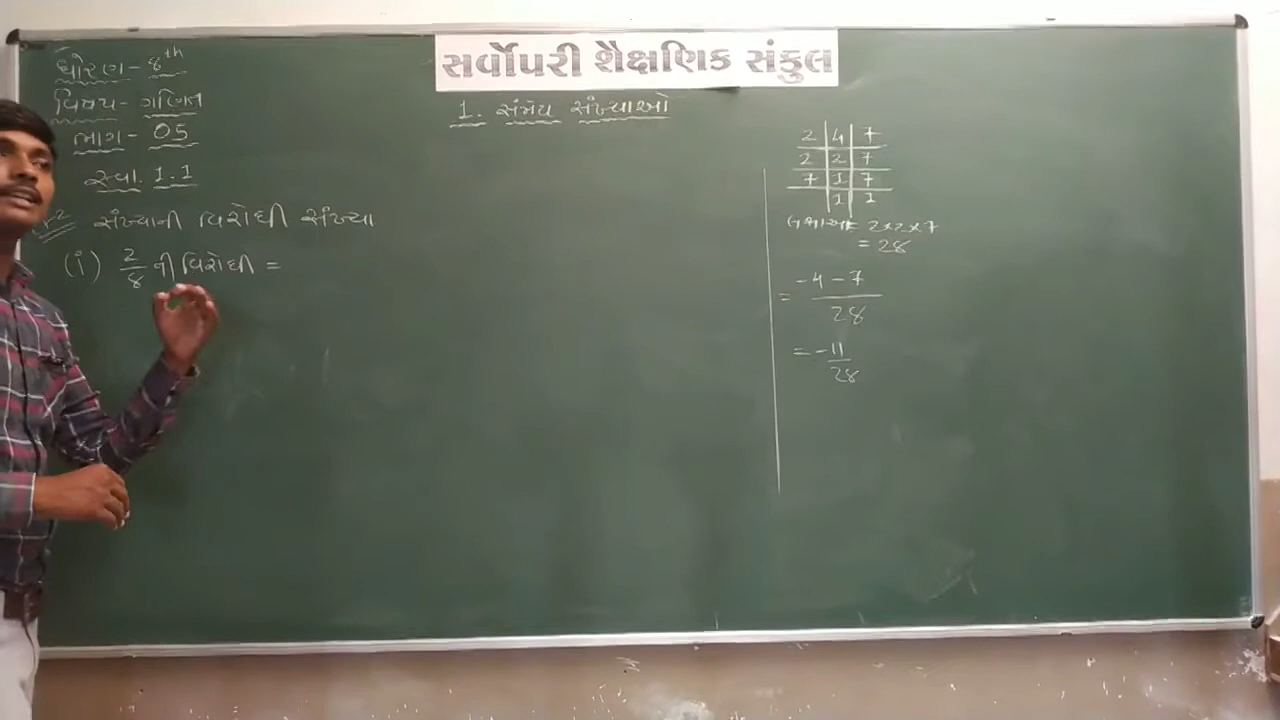 સર્વોપરી શૈક્ષણિક સંકુલ
ધોરણ - 8th
વિષય - ગણિત
ભાગ - 05
સ્વા. 1.1
1. સંમેય સંખ્યાઓ
સંખ્યાની વિરોધી સંખ્યા
(i) 2/8 ની વિરોધી =
2 | 4 | 7
2 | 2 | 7
7 | 1 | 7
1 | 1
= 2×2×7
= 28
= -4 - 7 / 28
= -11/28